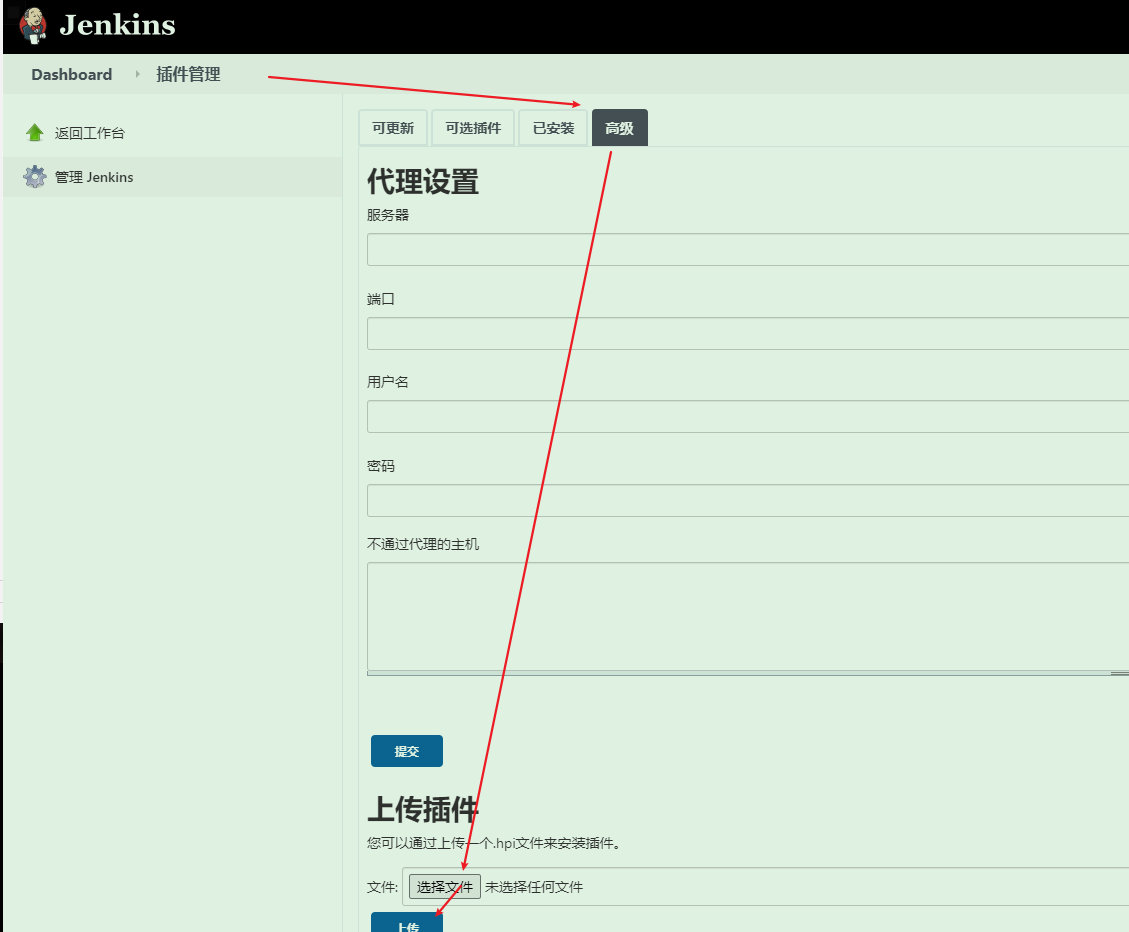 Jenkins
Dashboard 插件管理
返回工作台
管理 Jenkins
可更新 可选插件 已安装 高级
代理设置
服务器
端口
用户名
密码
不通过代理的主机
提交
上传插件
您可以通过上传一个.hpi文件来安装插件。
文件: 选择文件 未选择任何文件
上传